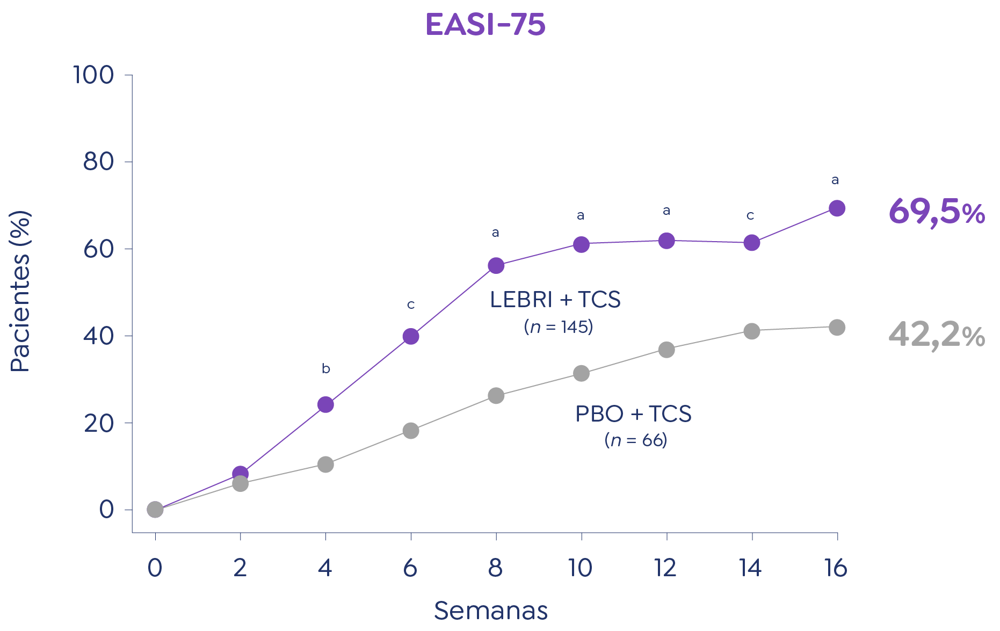 EASI-75
100
80
60
40
20
0
Pacientes (%)
a
69,5%
a
a
c
a
c
b
LEBRI + TCS
(n = 145)
42,2%
PBO + TCS
(n = 66)
0 2 4 6 8 10 12 14 16
Semanas